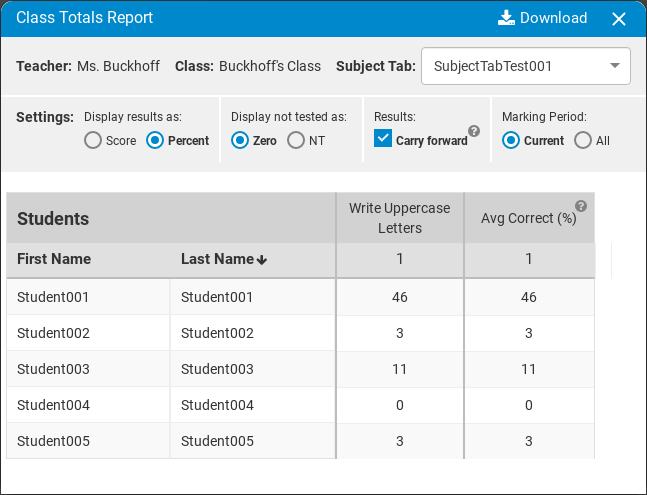 Class Totals Report Download
Teacher: Ms. Buckhoff Class: Buckhoff's Class Subject Tab: SubjectTabTest001
Settings: Display results as: Display not tested as: Results: Marking Period:
Score Percent Zero NT Carry forward ? Current All
Students Write Uppercase Letters Avg Correct (%) ?
First Name Last Name 1 1
Student001 Student001 46 46
Student002 Student002 3 3
Student003 Student003 11 11
Student004 Student004 0 0
Student005 Student005 3 3